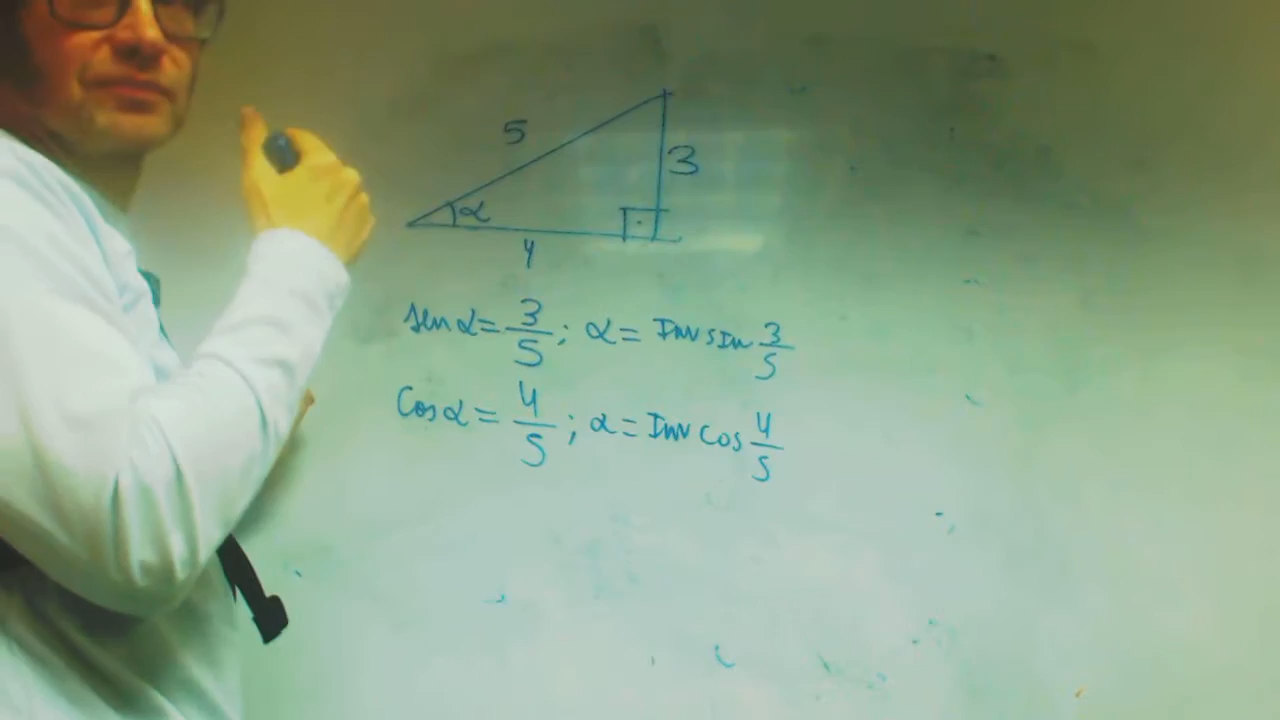 5
3
α
4
sen α = 3/5 ; α = Inv sin 3/5
Cos α = 4/5 ; α = Inv cos 4/5